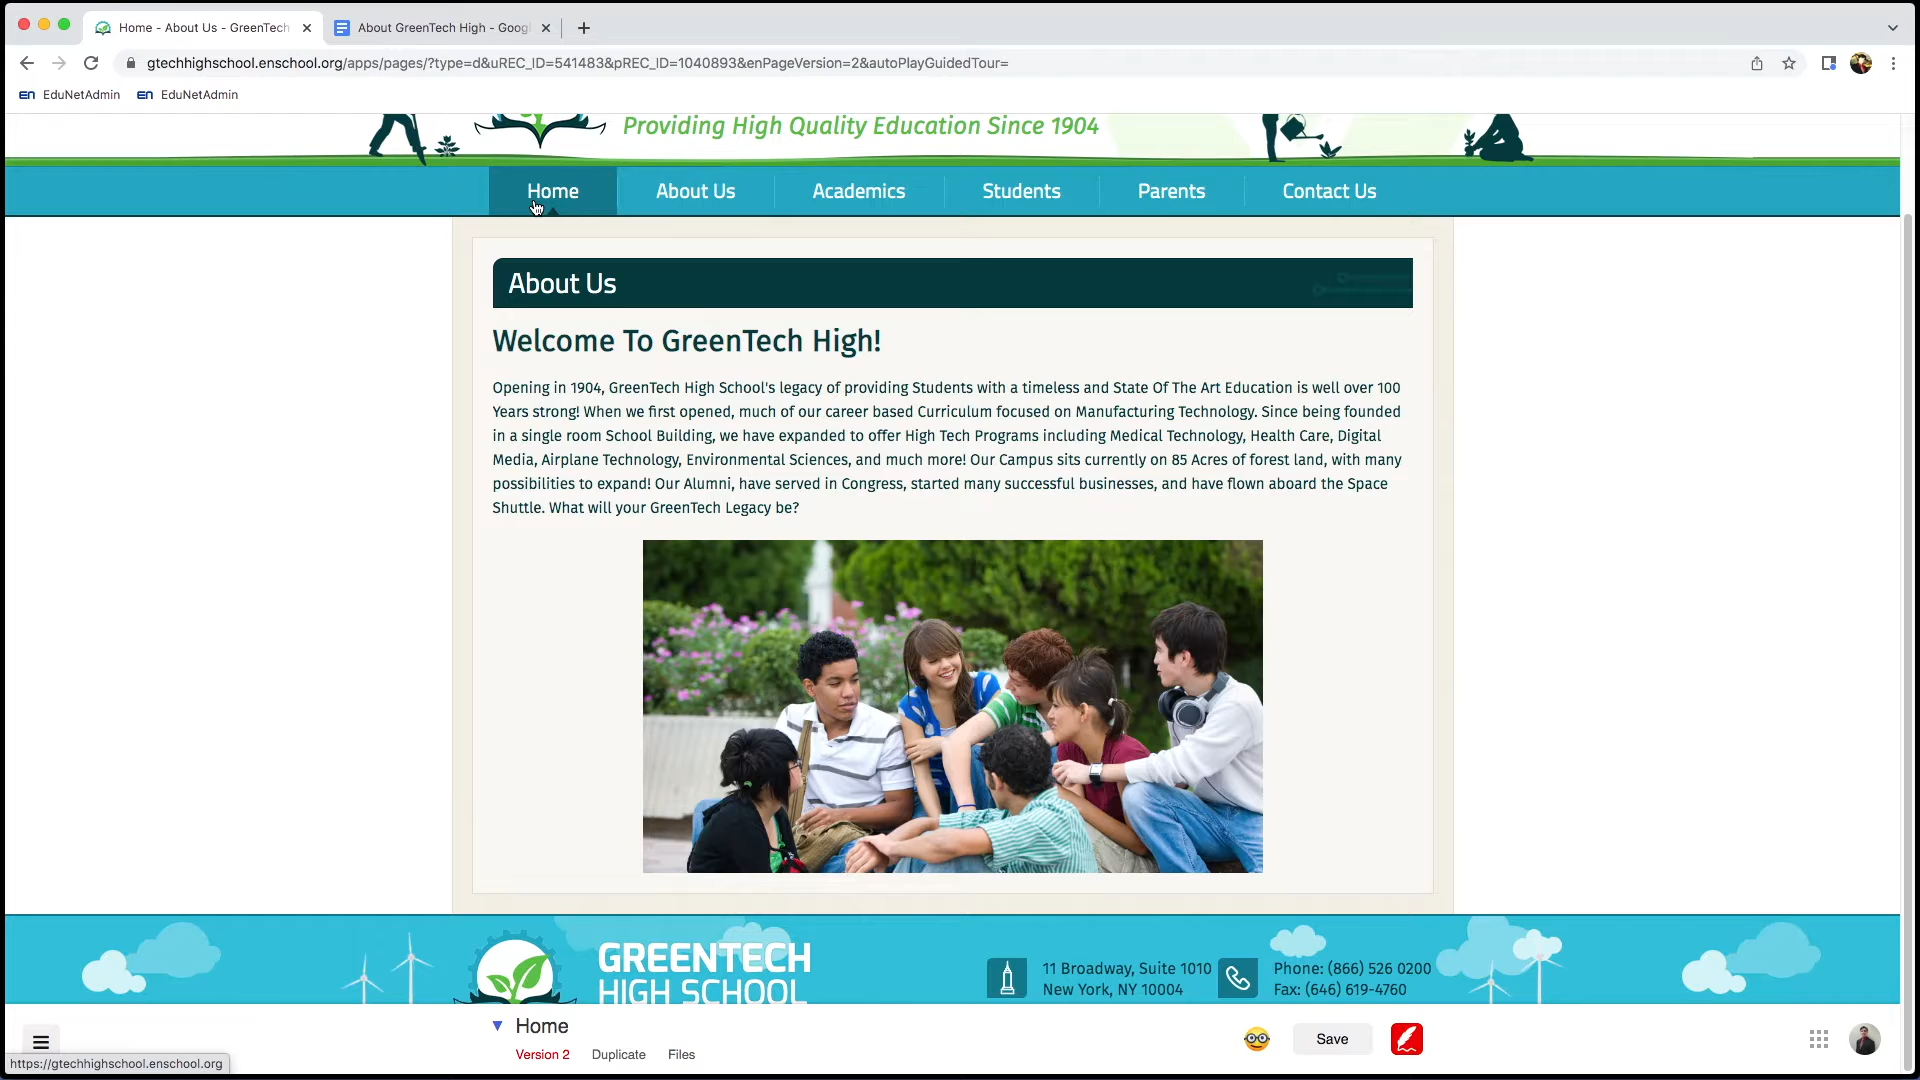 Home - About Us - GreenTech
About GreenTech High - Goog
gtechhighschool.enschool.org/apps/pages/?type=d&uREC_ID=541483&pREC_ID=1040893&enPageVersion=2&autoPlayGuidedTour=
en EduNetAdmin en EduNetAdmin
Providing High Quality Education Since 1904
Home About Us Academics Students Parents Contact Us
About Us
Welcome To GreenTech High!
Opening in 1904, GreenTech High School's legacy of providing Students with a timeless and State Of The Art Education is well over 100
Years strong! When we first opened, much of our career based Curriculum focused on Manufacturing Technology. Since being founded
in a single room School Building, we have expanded to offer High Tech Programs including Medical Technology, Health Care, Digital
Media, Airplane Technology, Environmental Sciences, and much more! Our Campus sits currently on 85 Acres of forest land, with many
possibilities to expand! Our Alumni, have served in Congress, started many successful businesses, and have flown aboard the Space
Shuttle. What will your GreenTech Legacy be?
GREENTECH
HIGH SCHOOL
11 Broadway, Suite 1010
New York, NY 10004
Phone: (866) 526 0200
Fax: (646) 619-4760
Home
Version 2 Duplicate Files
Save
https://gtechhighschool.enschool.org